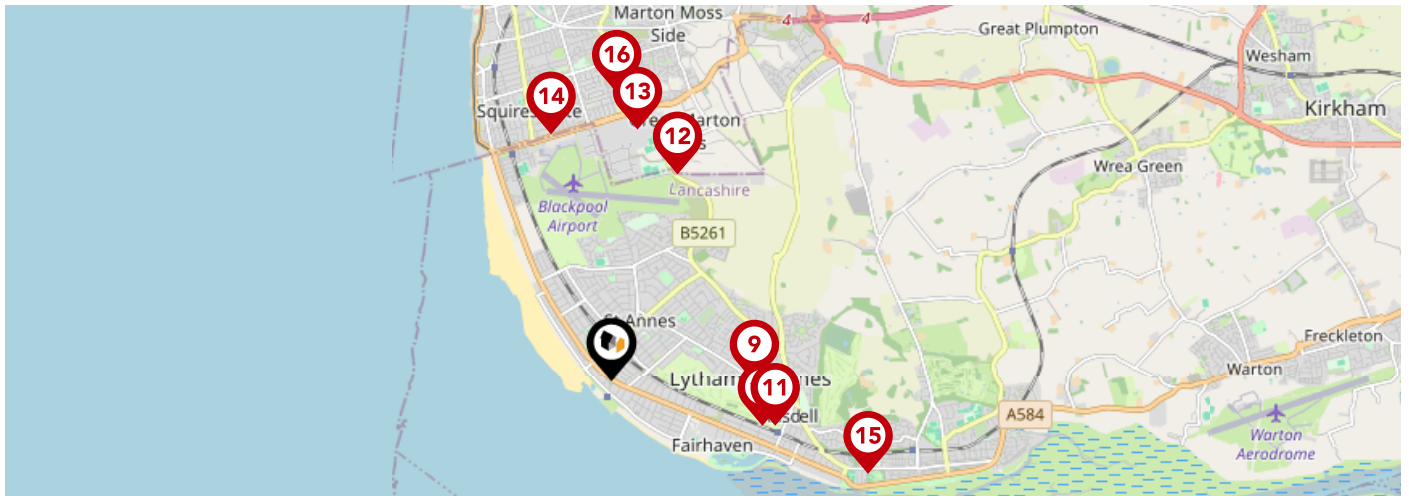 Marton Moss
Side
4
4
Great Plumpton
Wesham
16
Kirkham
13
14
12
Wrea Green
Lancashire
Blackpool
Airport
B5261
9
Freckleton
Warton
11
A584
15
Fairhaven
Warton
Aerodrome